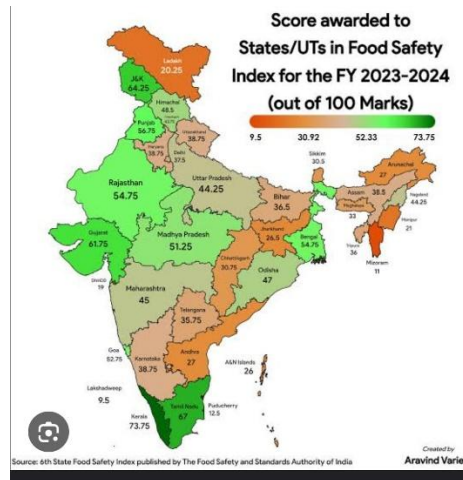 Score awarded to
States/UTs in Food Safety
Index for the FY 2023-2024
(out of 100 Marks)
9.5 30.92 52.33 73.75
Ladakh
20.25
J&K
64.25
Himachal
48.5
Punjab
56.75
Uttarakhand
38.75
Haryana
38.75
Delhi
37.5
Rajasthan
54.75
Uttar Pradesh
44.25
Bihar
36.5
Sikkim
30.5
Arunachal
27
Assam
38.5
Nagaland
44.25
Meghalaya
33
Manipur
21
Tripura
36
Mizoram
11
Gujarat
61.75
Madhya Pradesh
51.25
Jharkhand
26.5
Bengal
54.75
Chhattisgarh
30.75
Odisha
47
19
Maharashtra
45
Telangana
35.75
Goa
52.75
Karnataka
38.75
Andhra
27
A&N Islands
26
Lakshadweep
9.5
Kerala
73.75
Tamil Nadu
67
Puducherry
12.5
Created by
Aravind Varie
Source: 6th State Food Safety Index published by The Food Safety and Standards Authority of India